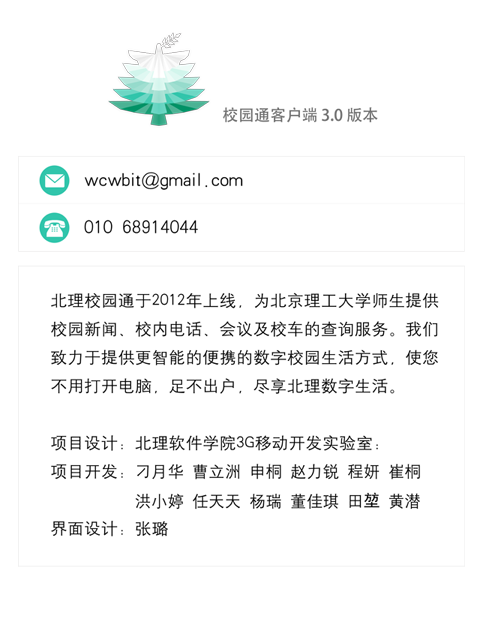 校园通客户端 3.0 版本
wcwbit@gmail.com
010 68914044
北理校园通于2012年上线，为北京理工大学师生提供
校园新闻、校内电话、会议及校车的查询服务。我们
致力于提供更智能的便携的数字校园生活方式，使您
不用打开电脑，足不出户，尽享北理数字生活。
项目设计：北理软件学院3G移动开发实验室：
项目开发：刁月华 曹立洲 申桐 赵力锐 程妍 崔桐
洪小婷 任天天 杨瑞 董佳琪 田堃 黄潜
界面设计：张璐